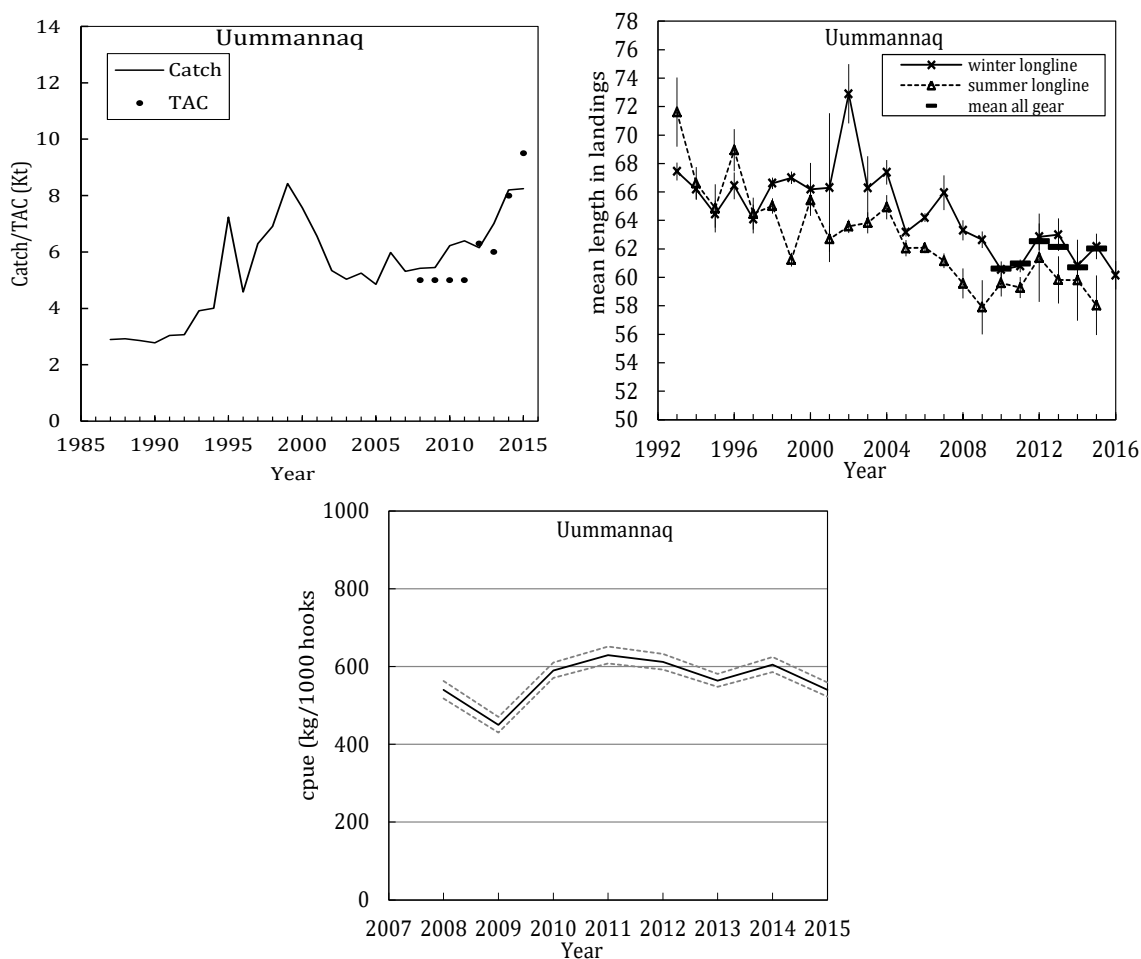 Uummannaq
Catch
TAC
Catch/TAC (Kt)
14
12
10
8
6
4
2
0
1985 1990 1995 2000 2005 2010 2015
Year
Uummannaq
winter longline
summer longline
mean all gear
mean length in landings
78
76
74
72
70
68
66
64
62
60
58
56
54
52
50
1992 1996 2000 2004 2008 2012 2016
Year
Uummannaq
cpue (kg/1000 hooks
1000
800
600
400
200
0
2007 2008 2009 2010 2011 2012 2013 2014 2015
Year